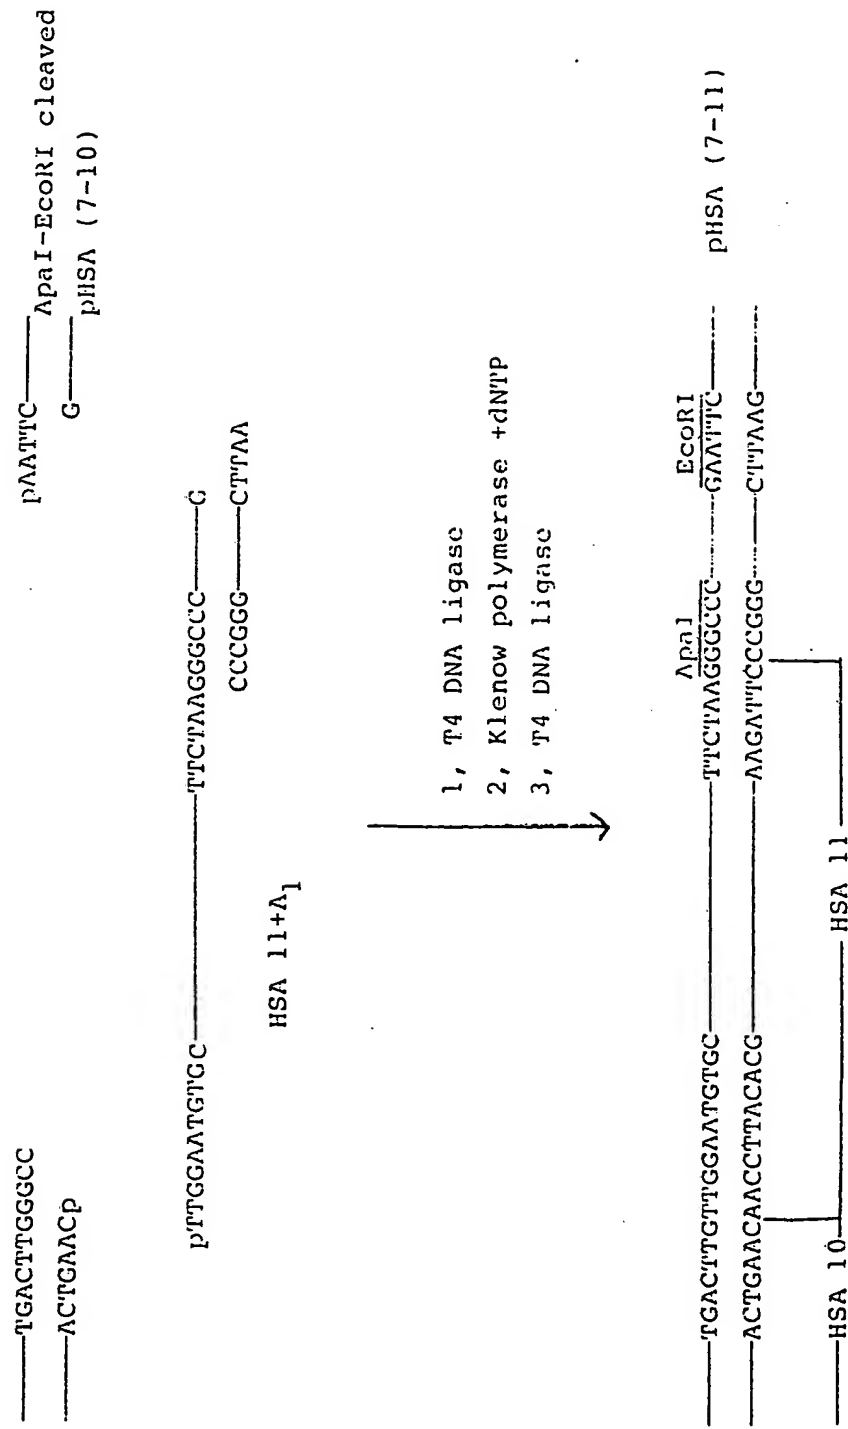 TGACTTGGGCC pAATTC
ACTGAACp G ApaI-EcoRI cleaved
pHSA (7-10)
pTTGGAATGTGC TTCTAAGGGCCC G
CCCGGG CTTAA
HSA 11+A1
1, T4 DNA ligase
2, Klenow polymerase +dNTP
3, T4 DNA ligase
ApaI EcoRI
TGACTTGTTGGAATGTGC TTCTAAGGGCCC GAATTC
pHSA (7-11)
ACTGAACAACCTTACACG AAGATTCCCGGG CTTAAG
HSA 10 HSA 11